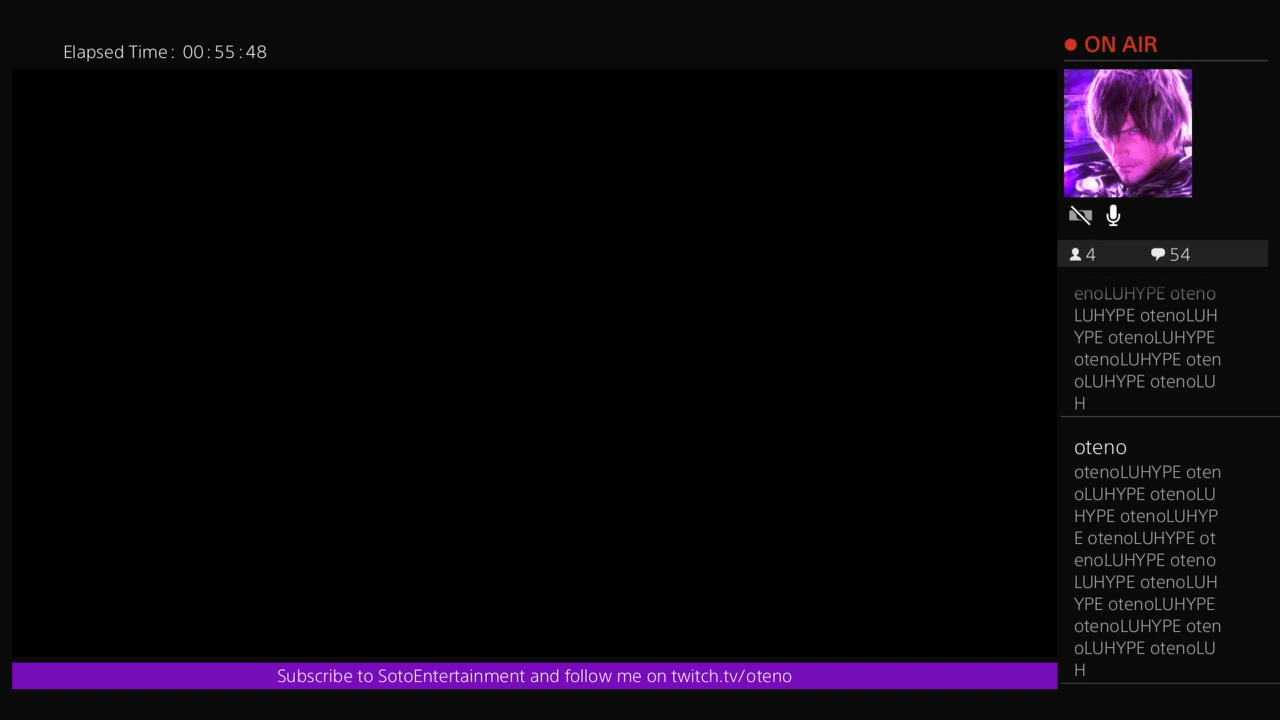 Elapsed Time: 00:55:48
ON AIR
4 54
enoLUHYPE oteno
LUHYPE otenoLUH
YPE otenoLUHYPE
otenoLUHYPE oten
oLUHYPE otenoLU
H
oteno
otenoLUHYPE oten
oLUHYPE otenoLU
HYPE otenoLUHYP
E otenoLUHYPE ot
enoLUHYPE oteno
LUHYPE otenoLUH
YPE otenoLUHYPE
otenoLUHYPE oten
oLUHYPE otenoLU
H
Subscribe to SotoEntertainment and follow me on twitch.tv/oteno